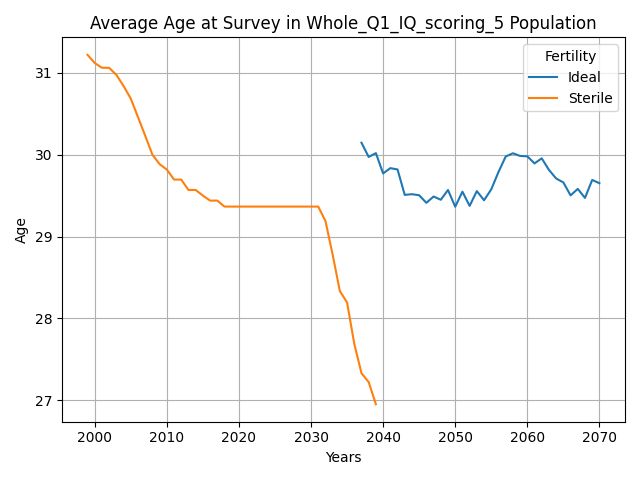 Average Age at Survey in Whole_Q1_IQ_scoring_5 Population
Fertility
Ideal
Sterile
Age
31
30
29
28
27
2000 2010 2020 2030 2040 2050 2060 2070
Years